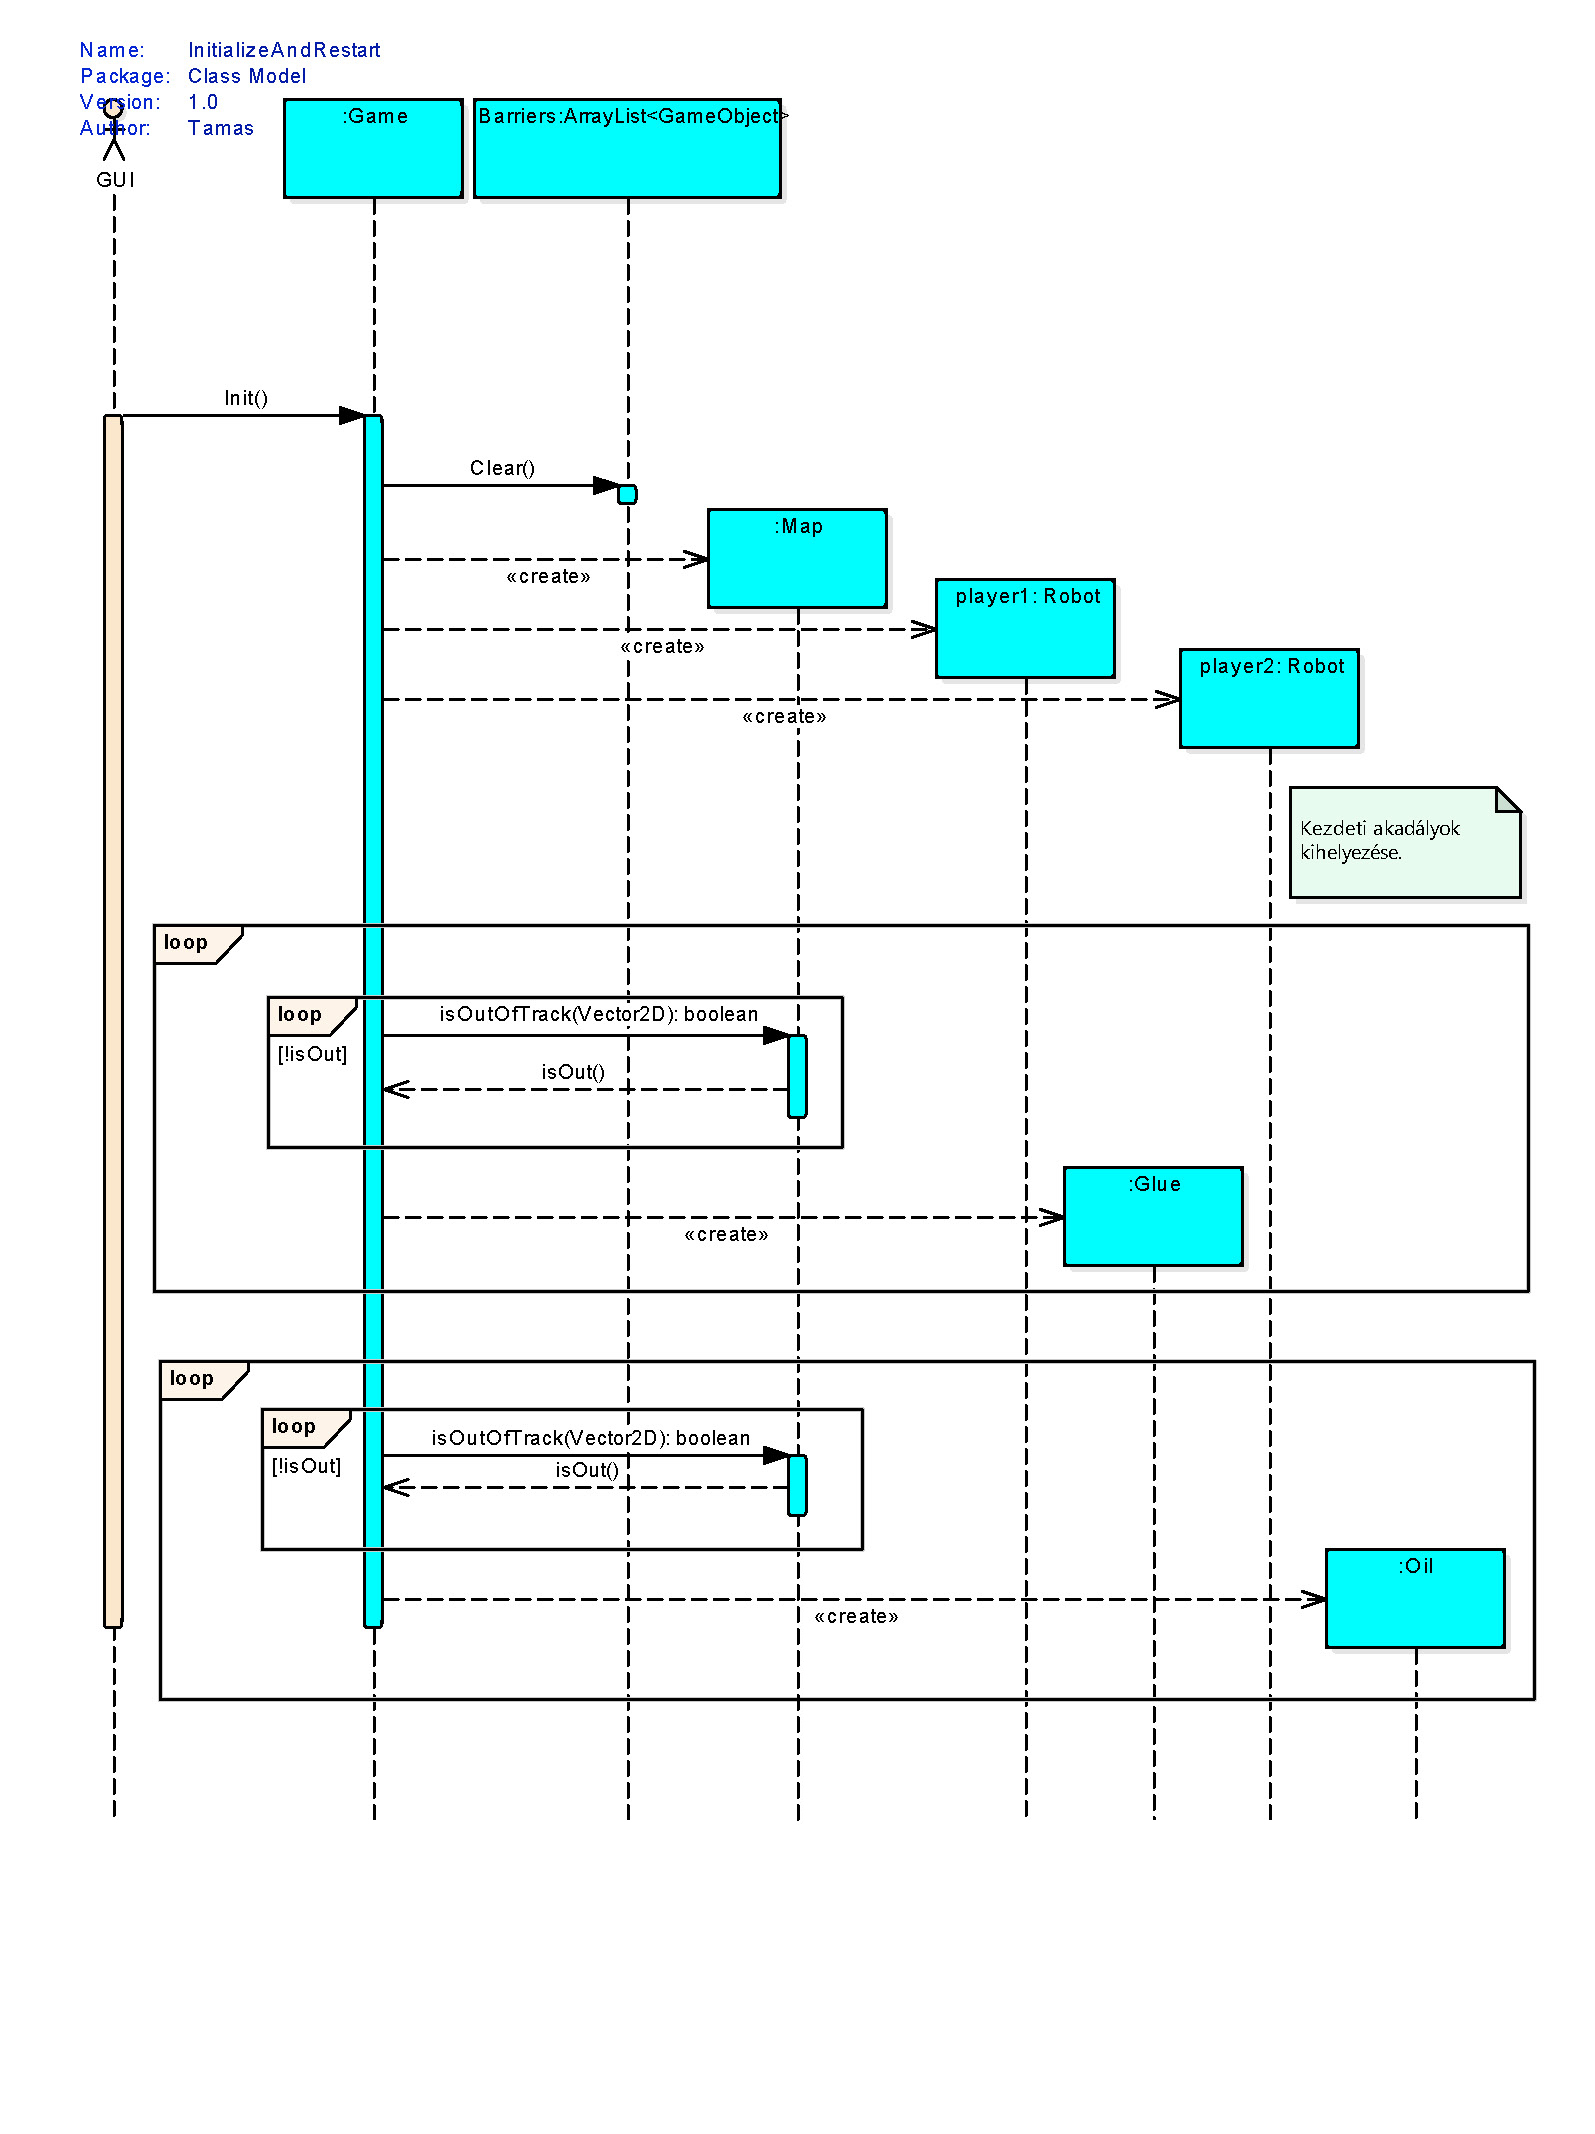 Name: InitializeAndRestart
Package: Class Model
Version: 1.0
Author: Tamas
GUI
:Game
Barriers:ArrayList<GameObject>
Init()
Clear()
:Map
«create»
player1: Robot
«create»
player2: Robot
«create»
Kezdeti akadályok
kihelyezése.
loop
loop
isOutOfTrack(Vector2D): boolean
[!isOut]
isOut()
:Glue
«create»
loop
loop
isOutOfTrack(Vector2D): boolean
[!isOut]
isOut()
:Oil
«create»